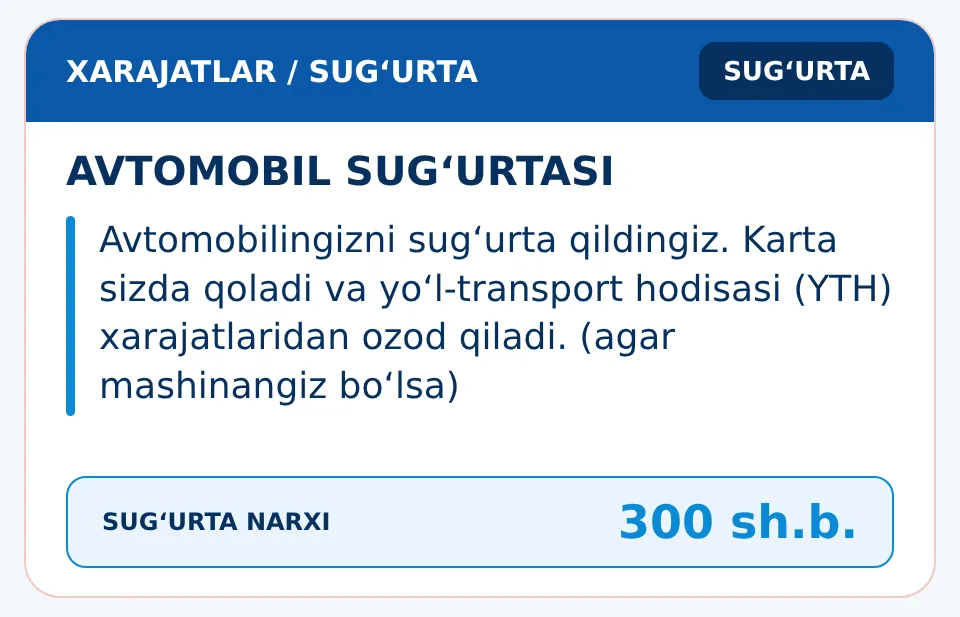 XARAJATLAR / SUG‘URTA
SUG‘URTA
AVTOMOBIL SUG‘URTASI
Avtomobilingizni sug‘urta qildingiz. Karta
sizda qoladi va yo‘l-transport hodisasi (YTH)
xarajatlaridan ozod qiladi. (agar
mashinangiz bo‘lsa)
SUG‘URTA NARXI
300 sh.b.